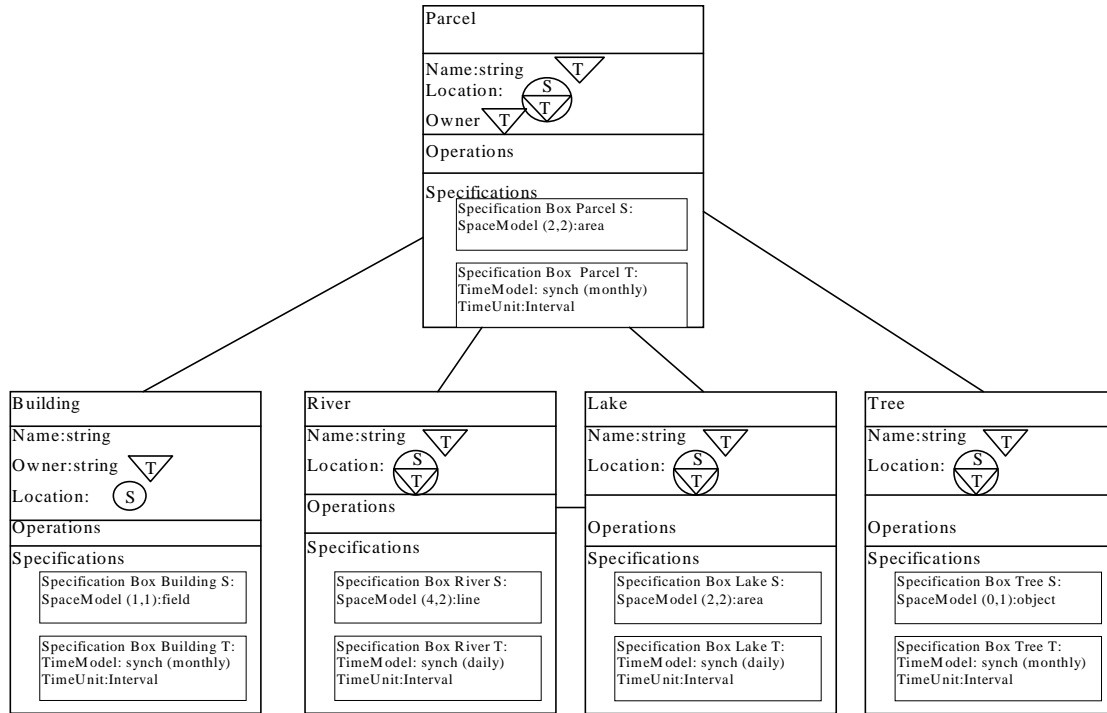 Parcel
Name:string T
Location: S
T
Owner T
Operations
Specifications
Specification Box Parcel S:
SpaceModel (2,2):area
Specification Box Parcel T:
TimeModel: synch (monthly)
TimeUnit:Interval
Building
Name:string
Owner:string T
Location: S
Operations
Specifications
Specification Box Building S:
SpaceModel (1,1):field
Specification Box Building T:
TimeModel: synch (monthly)
TimeUnit:Interval
River
Name:string T
Location: S
T
Operations
Specifications
Specification Box River S:
SpaceModel (4,2):line
Specification Box River T:
TimeModel: synch (daily)
TimeUnit:Interval
Lake
Name:string T
Location: S
T
Operations
Specifications
Specification Box Lake S:
SpaceModel (2,2):area
Specification Box Lake T:
TimeModel: synch (daily)
TimeUnit:Interval
Tree
Name:string T
Location: S
T
Operations
Specifications
Specification Box Tree S:
SpaceModel (0,1):object
Specification Box Tree T:
TimeModel: synch (monthly)
TimeUnit:Interval